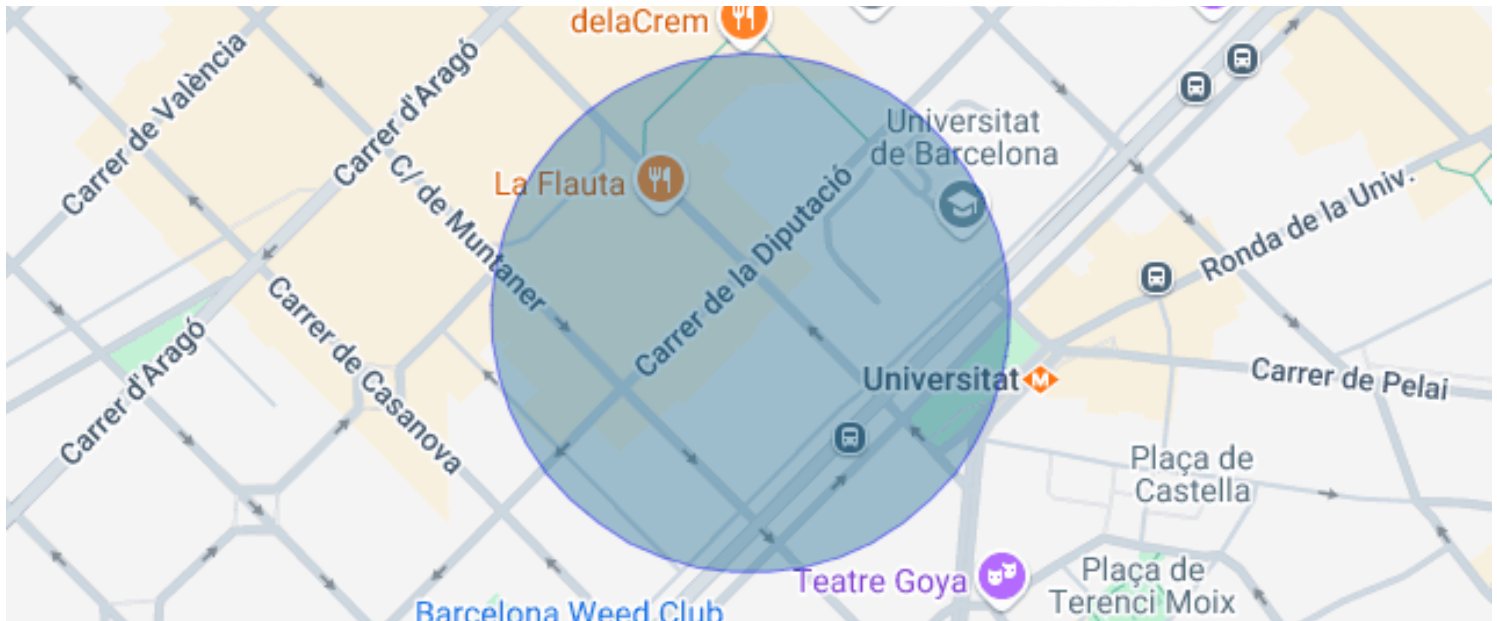 delaCrem
Carrer de València
Carrer d'Aragó
Universitat
de Barcelona
C/ de Muntaner
La Flauta
Carrer de la Diputació
Ronda de la Univ.
Carrer de Casanova
Carrer d'Aragó
Universitat
M
Carrer de Pelai
Plaça de
Castella
Teatre Goya
Plaça de
Terenci Moix
Barcelona Weed Club